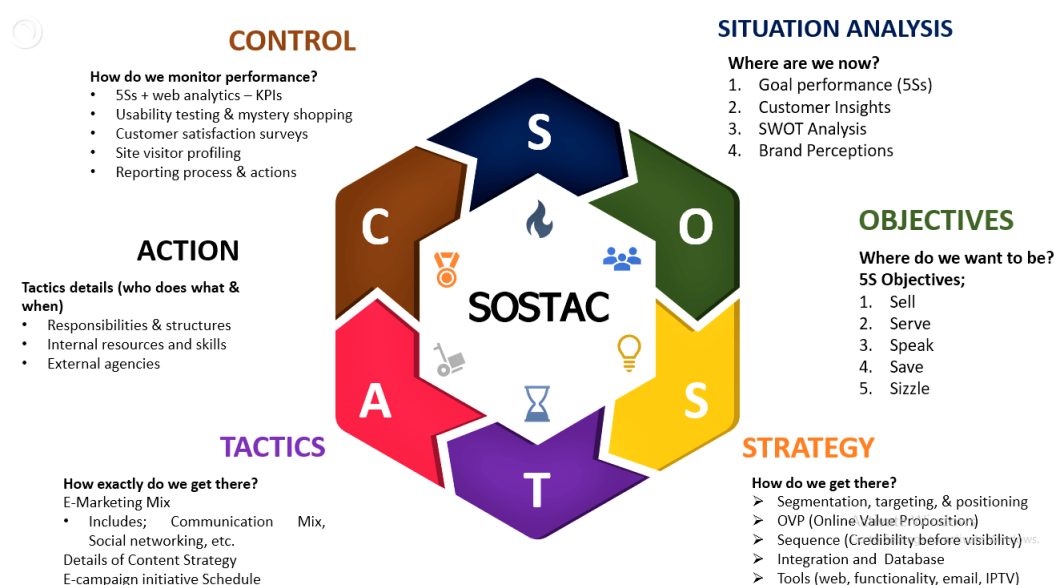 SITUATION ANALYSIS
Where are we now?
1. Goal performance (5Ss)
2. Customer Insights
3. SWOT Analysis
4. Brand Perceptions
OBJECTIVES
Where do we want to be?
5S Objectives;
1. Sell
2. Serve
3. Speak
4. Save
5. Sizzle
STRATEGY
How do we get there?
➢ Segmentation, targeting, & positioning
➢ OVP (Online Value Proposition)
➢ Sequence (Credibility before visibility)
➢ Integration and Database
➢ Tools (web, functionality, email, IPTV)
TACTICS
How exactly do we get there?
E-Marketing Mix
• Includes; Communication Mix,
Social networking, etc.
Details of Content Strategy
E-campaign initiative Schedule
ACTION
Tactics details (who does what &
when)
• Responsibilities & structures
• Internal resources and skills
• External agencies
CONTROL
How do we monitor performance?
• 5Ss + web analytics – KPIs
• Usability testing & mystery shopping
• Customer satisfaction surveys
• Site visitor profiling
• Reporting process & actions
S
O
S
T
A
C
SOSTAC